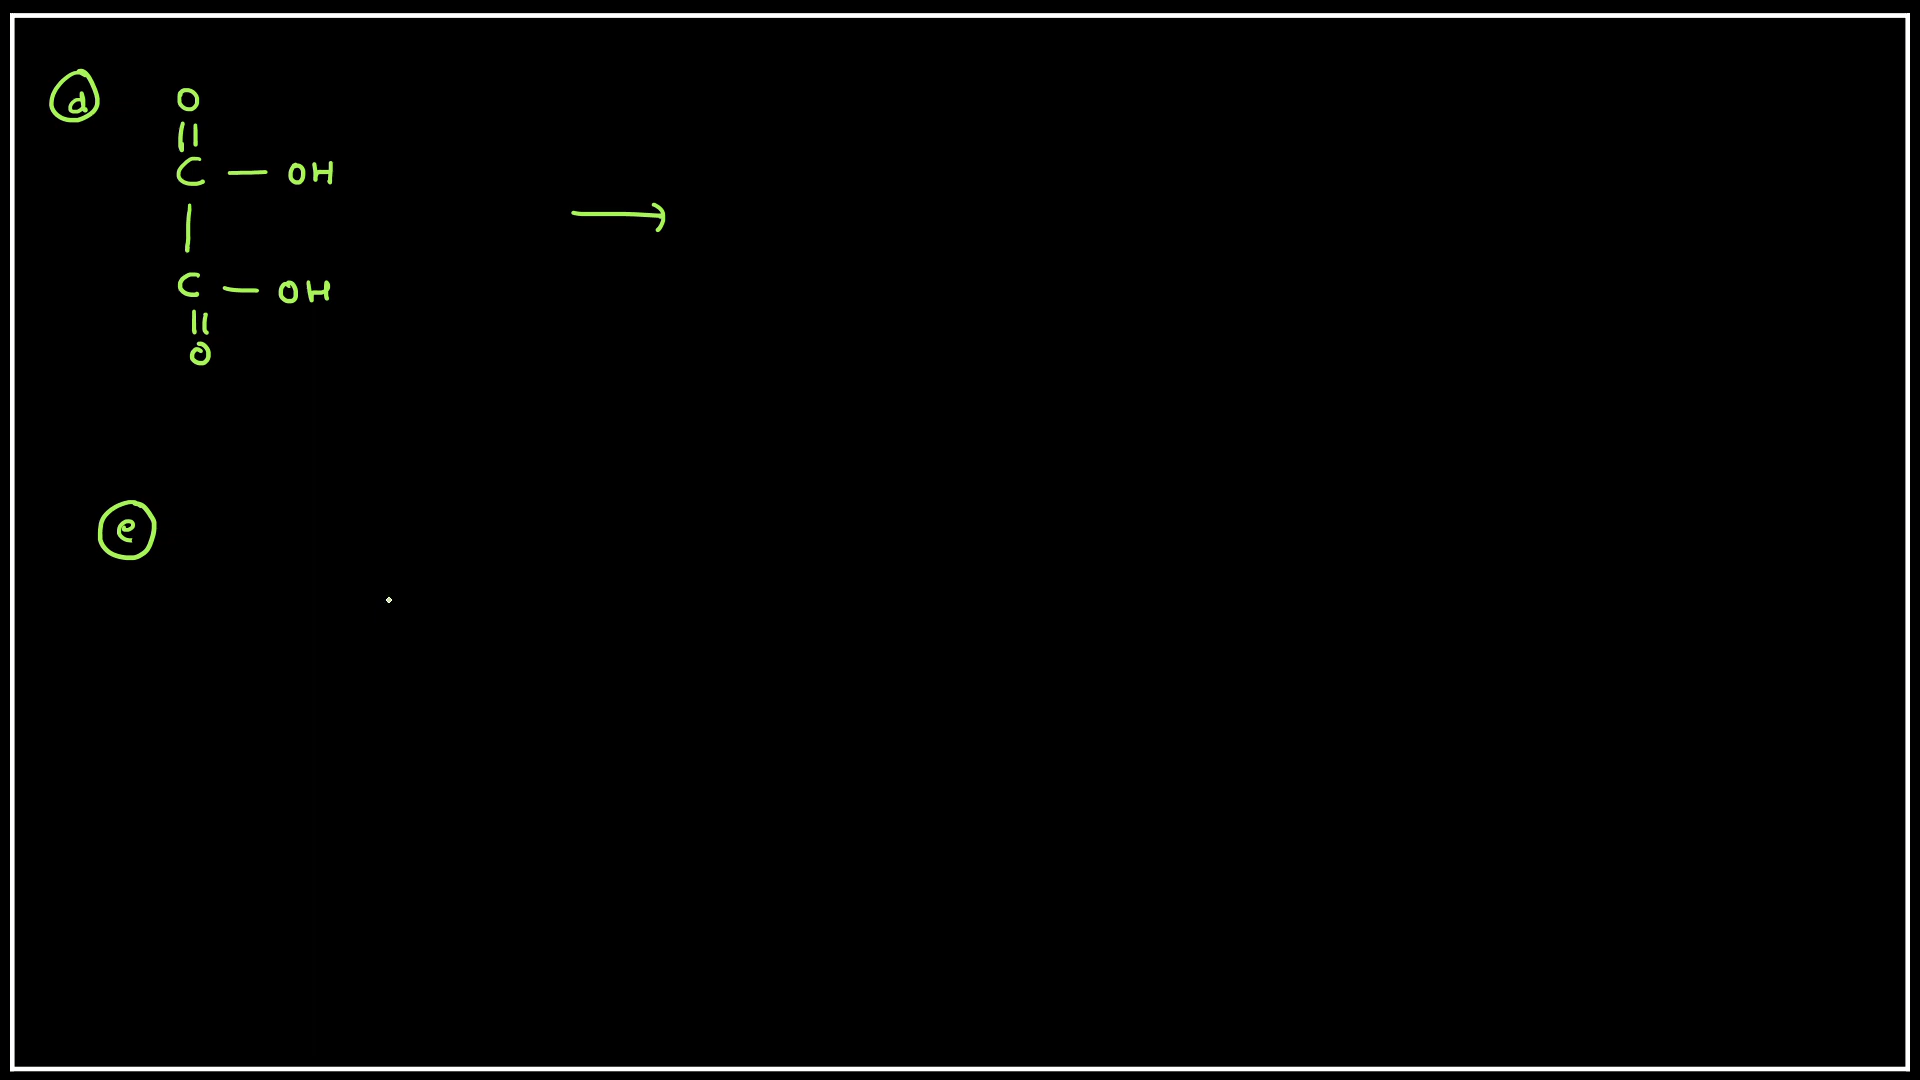 d
O
||
C — OH
|
C — OH
||
O
→
e